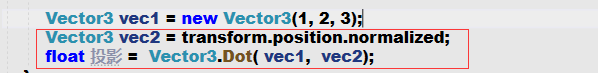 Vector3 vec1 = new Vector3(1, 2, 3);
Vector3 vec2 = transform.position.normalized;
float 投影 = Vector3.Dot( vec1, vec2);